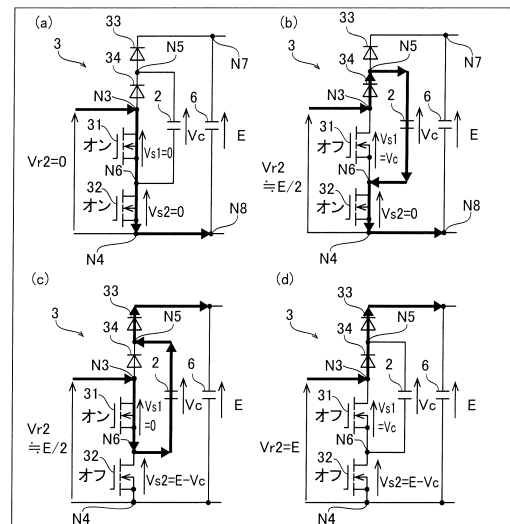 (a)
3
33
34
N5
N7
N3
2
6
31
オン
Vs1=0
Vc
E
Vr2=0
N6
32
オン
Vs2=0
N8
N4
(b)
3
33
34
N5
N7
N3
2
6
31
オフ
Vs1
=Vc
Vc
E
Vr2
≒E/2
N6
32
オン
Vs2=0
N8
N4
(c)
3
33
34
N5
N3
2
6
31
オン
Vs1
=0
Vc
E
Vr2
≒E/2
N6
32
オフ
Vs2=E-Vc
N4
(d)
3
33
34
N5
N3
2
6
31
オフ
Vs1
=Vc
Vc
E
Vr2=E
N6
32
オフ
Vs2=E-Vc
N4